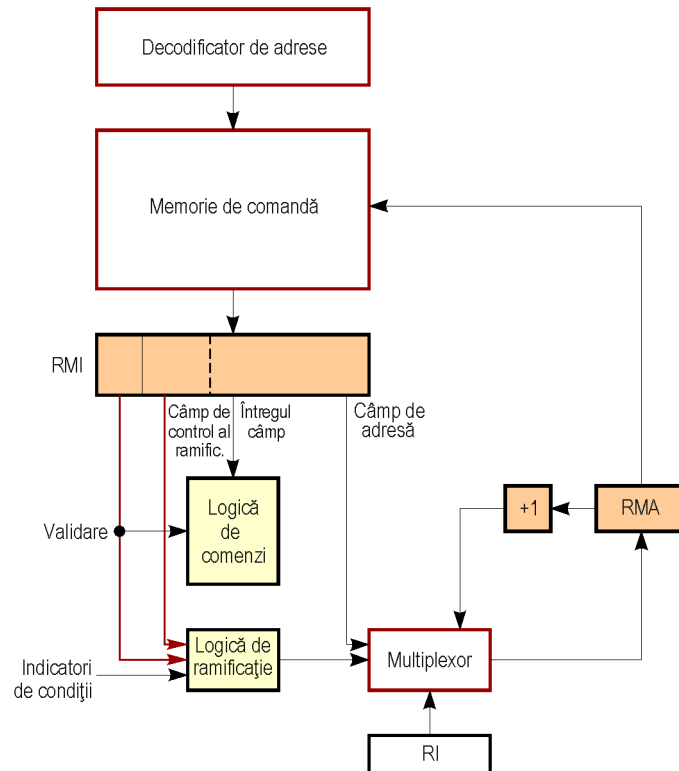 Decodificator de adrese
Memorie de comandă
RMI
Câmp de
control al
ramific.
Întregul
câmp
Câmp de
adresă
Validare
Logică
de
comenzi
+1
RMA
Indicatori
de condiţii
Logică de
ramificaţie
Multiplexor
RI